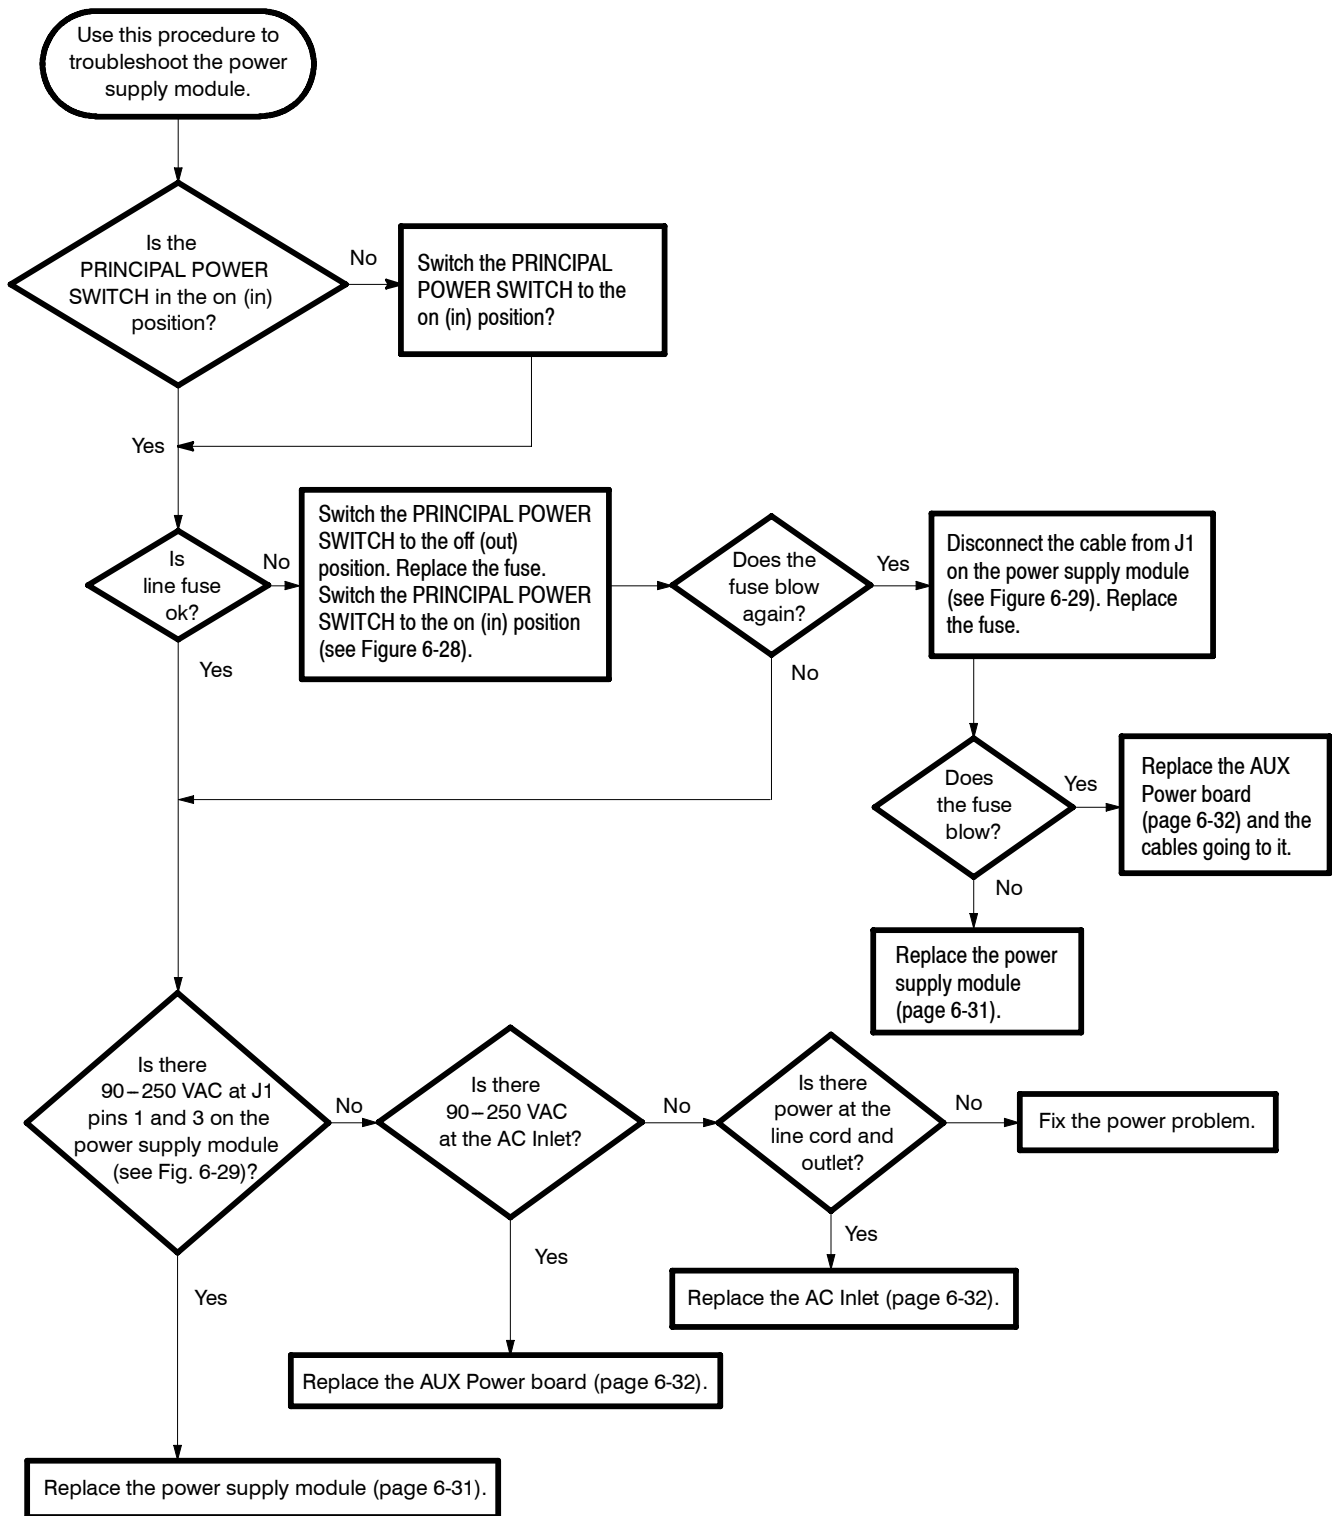 Use this procedure to
troubleshoot the power
supply module.
Is the
PRINCIPAL POWER
SWITCH in the on (in)
position?
No
Switch the PRINCIPAL
POWER SWITCH to the
on (in) position?
Yes
Is
line fuse
ok?
No
Switch the PRINCIPAL POWER
SWITCH to the off (out)
position. Replace the fuse.
Switch the PRINCIPAL POWER
SWITCH to the on (in) position
(see Figure 6-28).
Does the
fuse blow
again?
Yes
Disconnect the cable from J1
on the power supply module
(see Figure 6-29). Replace
the fuse.
Yes
No
Does
the fuse
blow?
Yes
Replace the AUX
Power board
(page 6-32) and the
cables going to it.
No
Replace the power
supply module
(page 6-31).
Is there
90–250 VAC at J1
pins 1 and 3 on the
power supply module
(see Fig. 6-29)?
No
Is there
90–250 VAC
at the AC Inlet?
No
Is there
power at the
line cord and
outlet?
No
Fix the power problem.
Yes
Replace the AC Inlet (page 6-32).
Yes
Replace the AUX Power board (page 6-32).
Yes
Replace the power supply module (page 6-31).